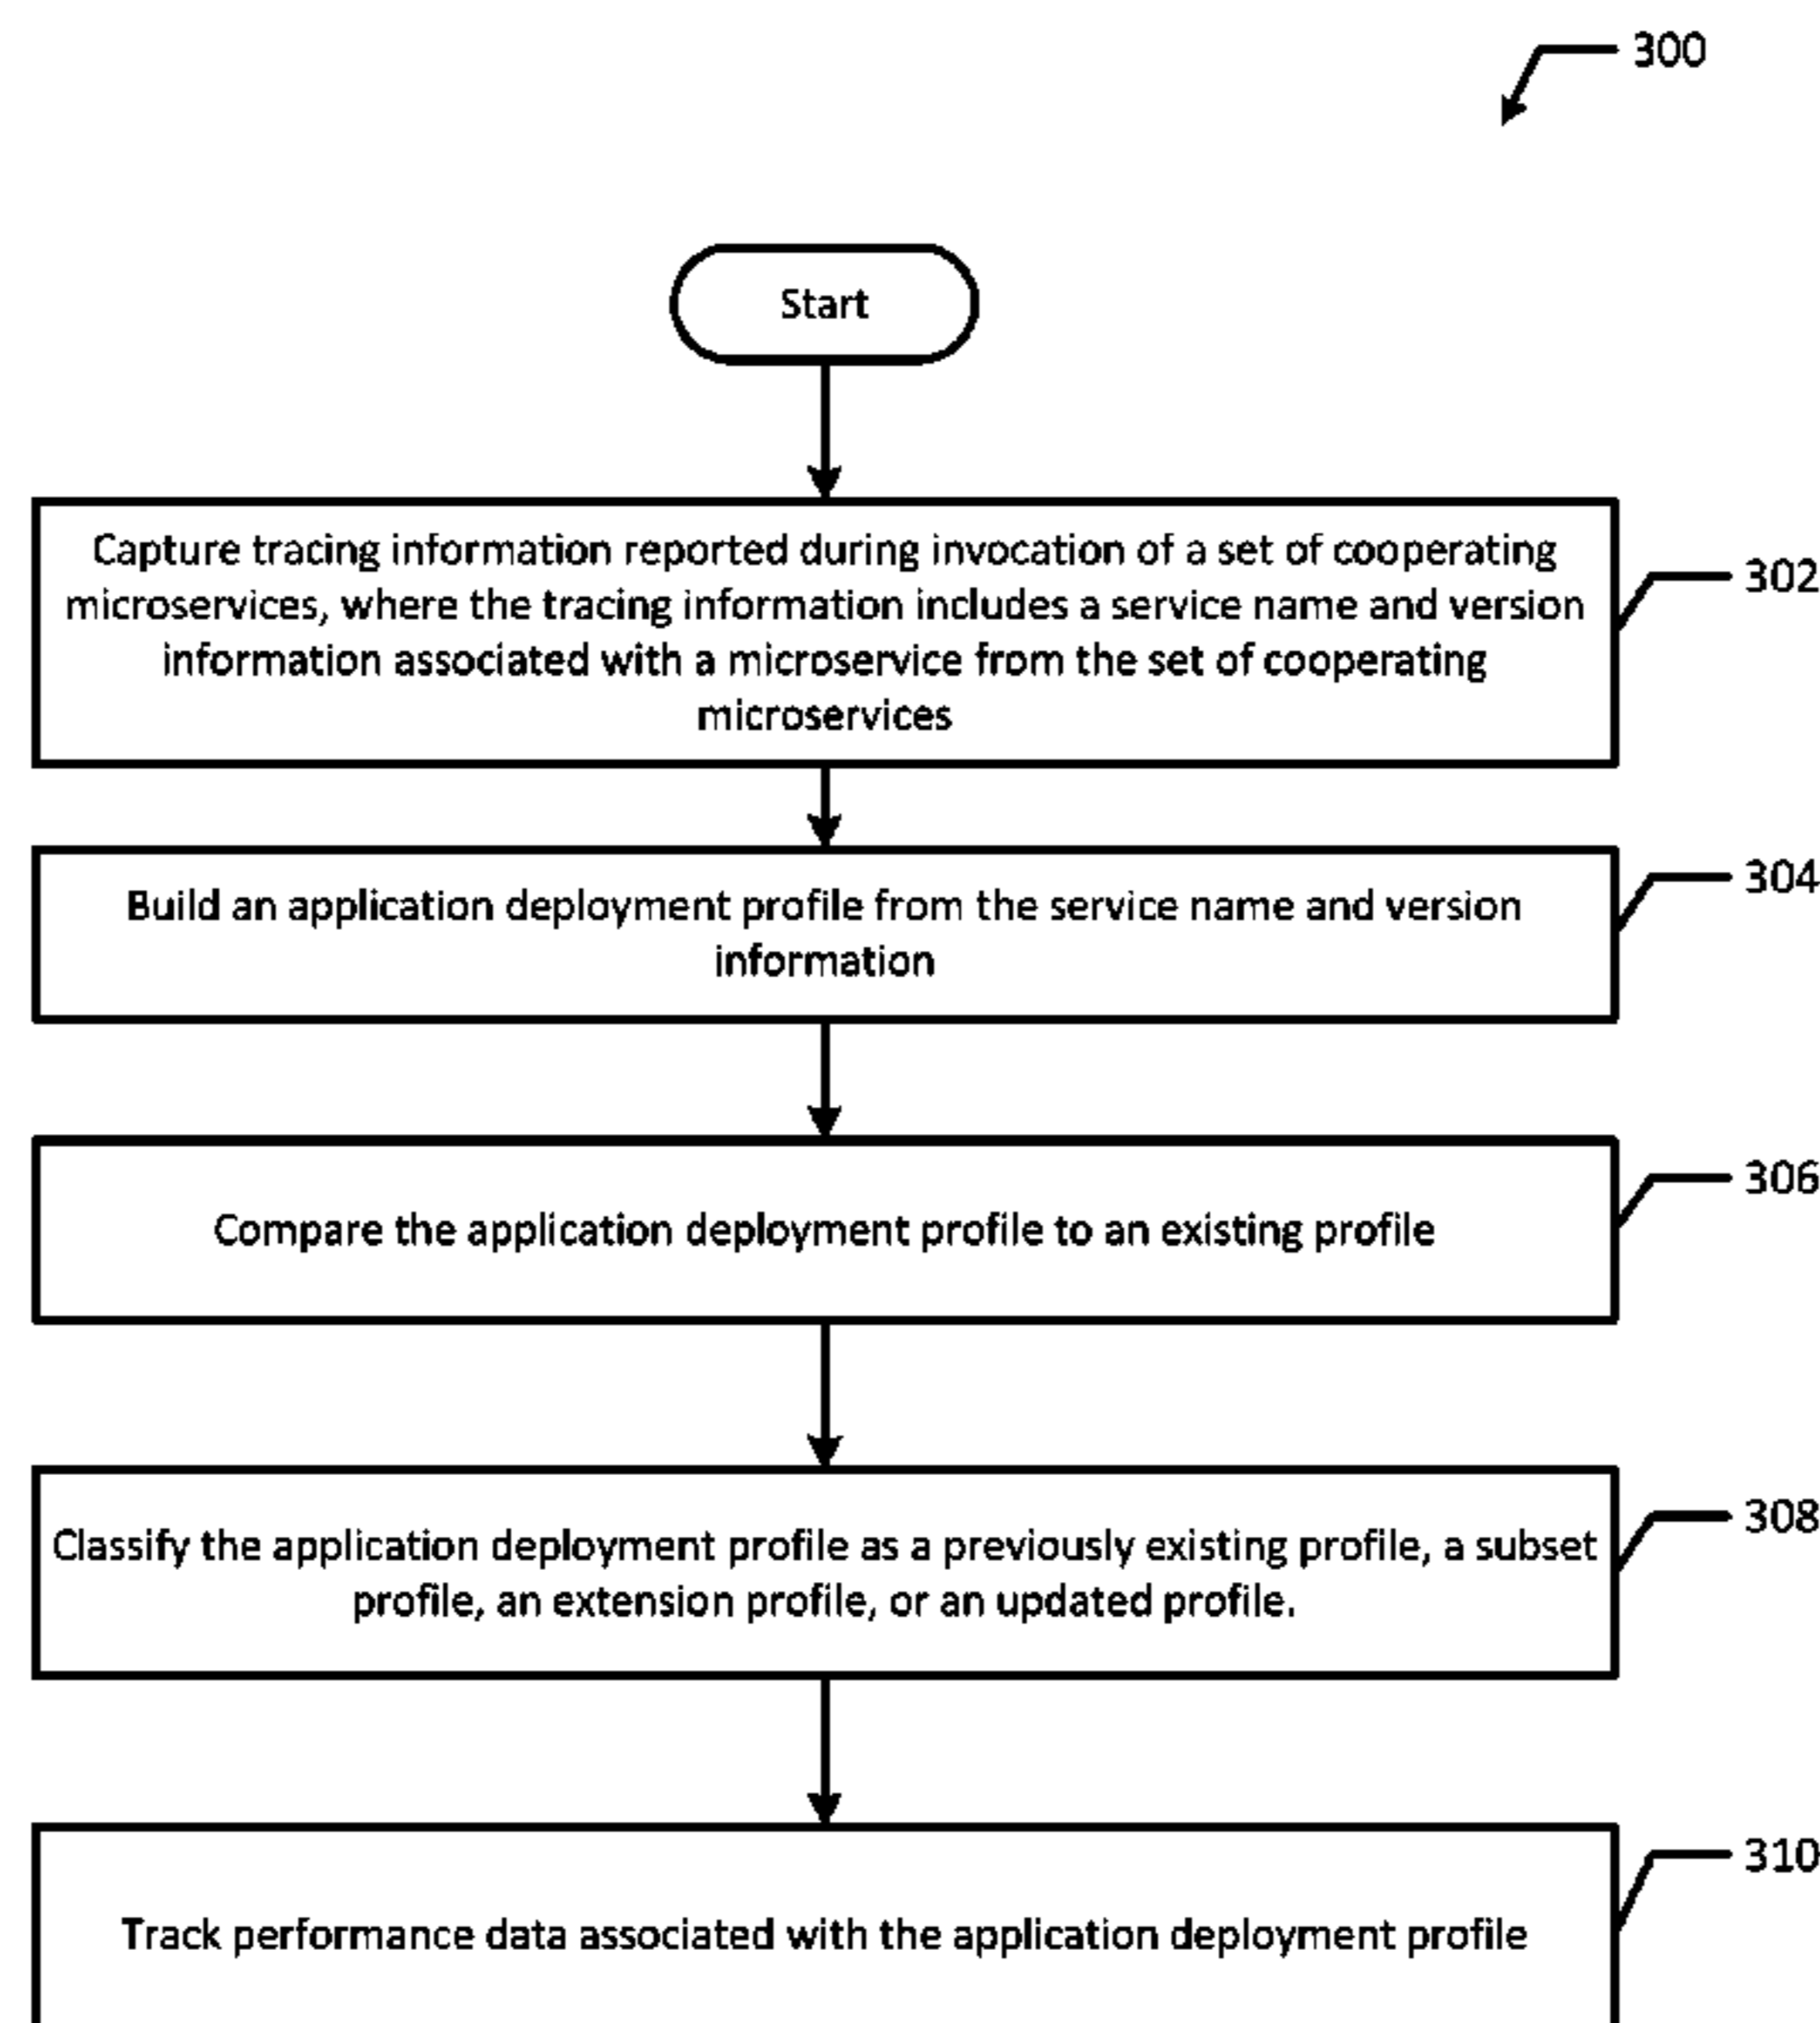 300
Start
Capture tracing information reported during invocation of a set of cooperating
microservices, where the tracing information includes a service name and version
information associated with a microservice from the set of cooperating
microservices
302
Build an application deployment profile from the service name and version
information
304
Compare the application deployment profile to an existing profile
306
Classify the application deployment profile as a previously existing profile, a subset
profile, an extension profile, or an updated profile.
308
Track performance data associated with the application deployment profile
310